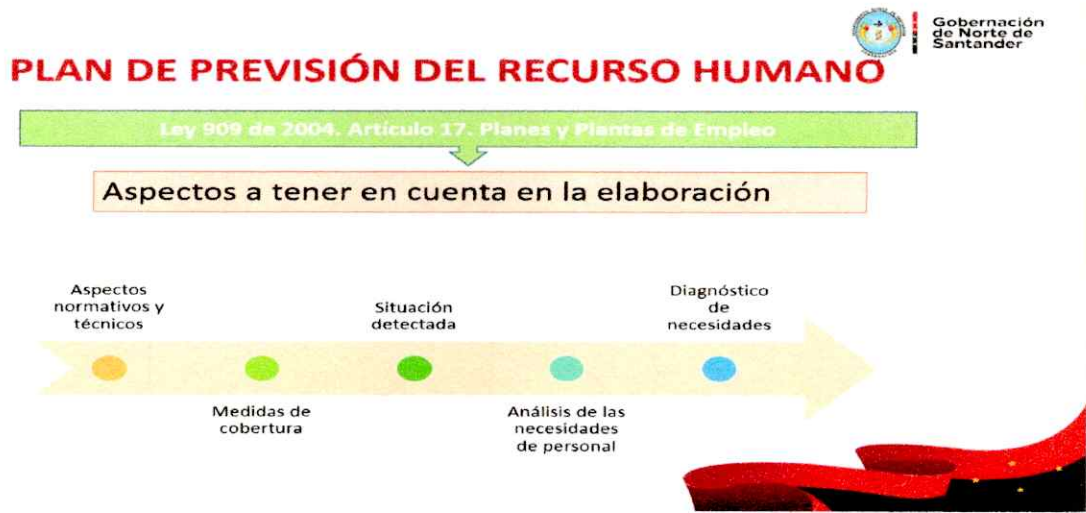 Gobernación
de Norte de
Santander
PLAN DE PREVISIÓN DEL RECURSO HUMANO
Ley 909 de 2004. Artículo 17. Planes y Plantas de Empleo
Aspectos a tener en cuenta en la elaboración
Aspectos
normativos y
técnicos
Medidas de
cobertura
Situación
detectada
Análisis de las
necesidades
de personal
Diagnóstico
de
necesidades